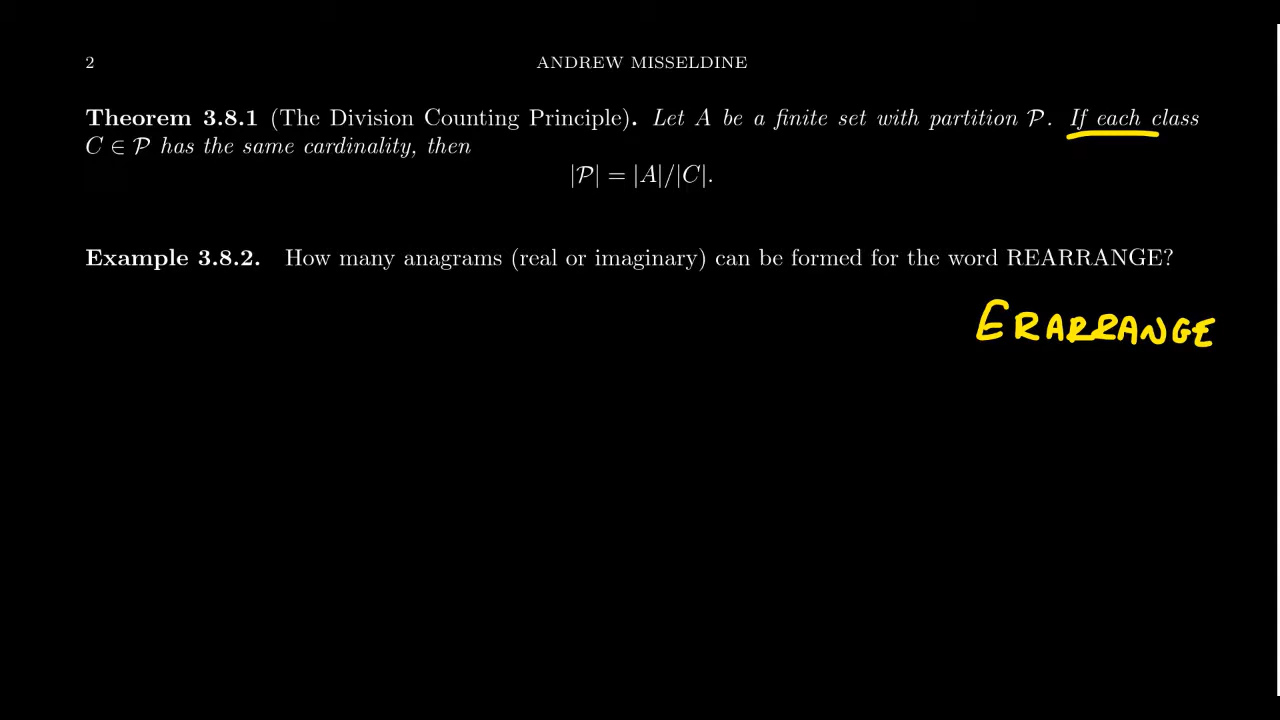 2 ANDREW MISSELDINE
Theorem 3.8.1 (The Division Counting Principle). Let A be a finite set with partition 𝒫. If each class
C ∈ 𝒫 has the same cardinality, then
|𝒫| = |A|/|C|.
Example 3.8.2. How many anagrams (real or imaginary) can be formed for the word REARRANGE?
ERARRANGE